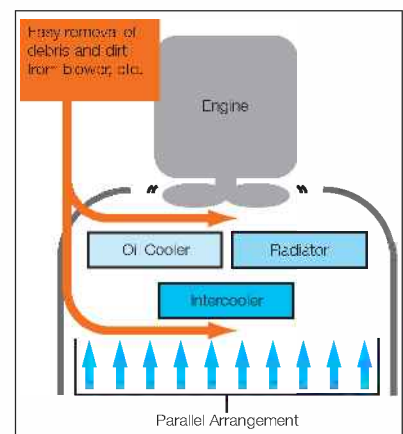 Easy removal of
debris and dirt
from blower, etc.
Engine
Oil Cooler
Radiator
Intercooler
Parallel Arrangement